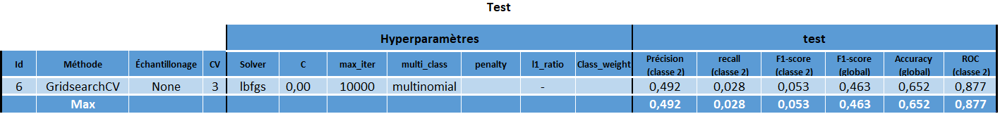 Test
Hyperparamètres test
Id Méthode Échantillonage CV Solver C max_iter multi_class penalty l1_ratio Class_weight Précision (classe 2) recall (classe 2) F1-score (classe 2) F1-score (global) Accuracy (global) ROC (classe 2)
6 GridsearchCV None 3 lbfgs 0,00 10000 multinomial - 0,492 0,028 0,053 0,463 0,652 0,877
Max 0,492 0,028 0,053 0,463 0,652 0,877